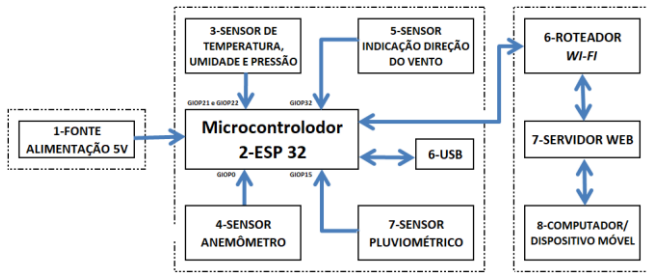 3-SENSOR DE
TEMPERATURA,
UMIDADE E PRESSÃO
5-SENSOR
INDICAÇÃO DIREÇÃO
DO VENTO
6-ROTEADOR
WI-FI
GIOP21 e GIOP22
GIOP32
1-FONTE
ALIMENTAÇÃO 5V
Microcontrolodor
2-ESP 32
6-USB
7-SERVIDOR WEB
GIOP0
GIOP15
4-SENSOR
ANEMÔMETRO
7-SENSOR
PLUVIOMÉTRICO
8-COMPUTADOR/
DISPOSITIVO MÓVEL